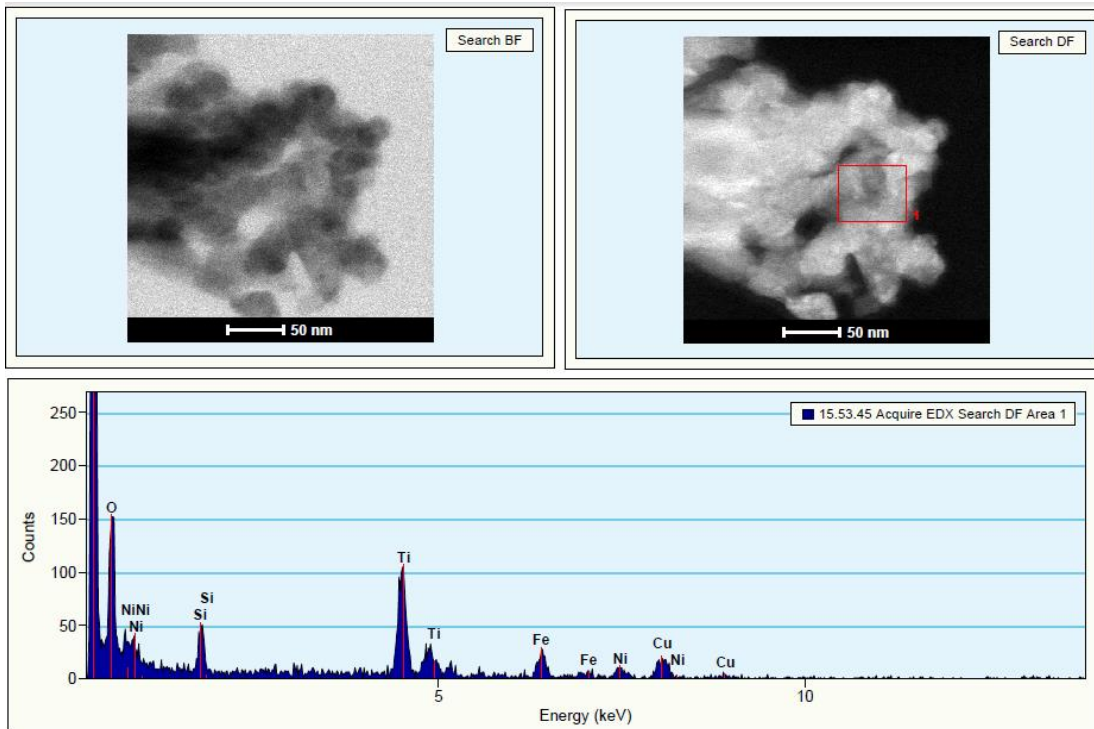 Search BF
50 nm
Search DF
1
50 nm
15.53.45 Acquire EDX Search DF Area 1
Counts
250
200
150
100
50
0
O
NiNi
Ni
Si
Si
Ti
Ti
Fe
Fe
Ni
Cu
Ni
Cu
5
10
Energy (keV)